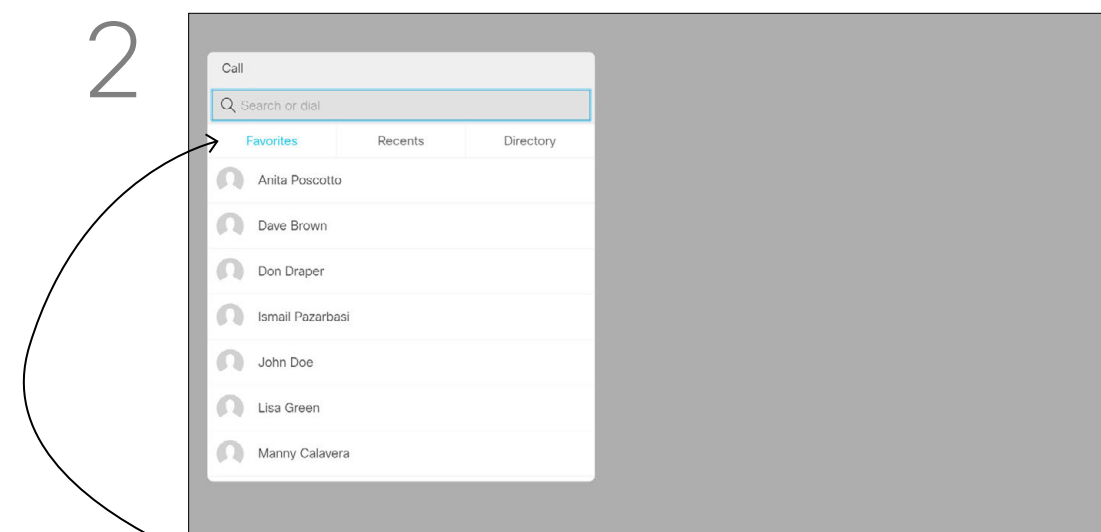 2
Call
Search or dial
Favorites Recents Directory
Anita Poscotto
Dave Brown
Don Draper
Ismail Pazarbasi
John Doe
Lisa Green
Manny Calavera